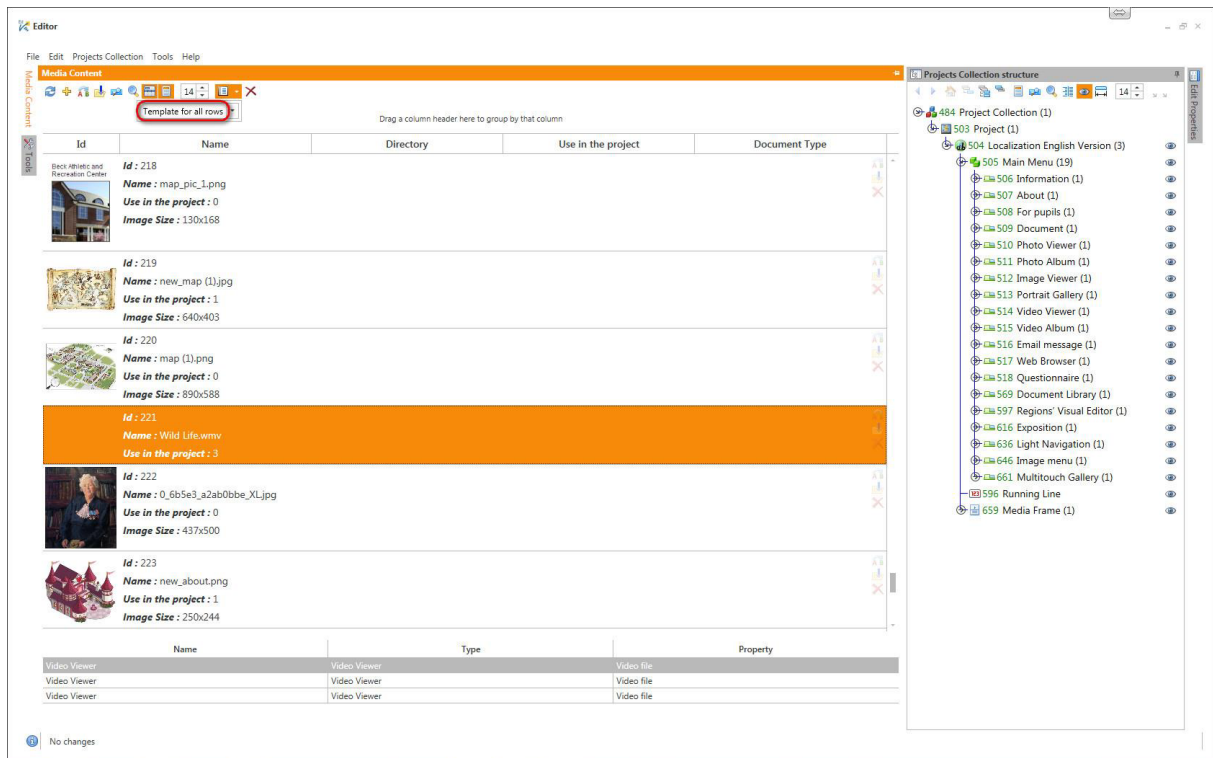 Editor
File Edit Projects Collection Tools Help
Media Content
Tools
Media Content
14
Template for all rows
Drag a column header here to group by that column
Id Name Directory Use in the project Document Type
Beck Athletic and
Recreation Center
Id : 218
Name : map_pic_1.png
Use in the project : 0
Image Size : 130x168
Id : 219
Name : new_map (1).jpg
Use in the project : 1
Image Size : 640x403
Id : 220
Name : map (1).png
Use in the project : 0
Image Size : 890x588
Id : 221
Name : Wild Life.wmv
Use in the project : 3
Id : 222
Name : 0_6b5e3_a2ab0bbe_XL.jpg
Use in the project : 0
Image Size : 437x500
Id : 223
Name : new_about.png
Use in the project : 1
Image Size : 250x244
Name Type Property
Video Viewer Video Viewer Video file
Video Viewer Video Viewer Video file
Video Viewer Video Viewer Video file
Projects Collection structure
14
484 Project Collection (1)
503 Project (1)
504 Localization English Version (3)
505 Main Menu (19)
506 Information (1)
507 About (1)
508 For pupils (1)
509 Document (1)
510 Photo Viewer (1)
511 Photo Album (1)
512 Image Viewer (1)
513 Portrait Gallery (1)
514 Video Viewer (1)
515 Video Album (1)
516 Email message (1)
517 Web Browser (1)
518 Questionnaire (1)
569 Document Library (1)
597 Regions' Visual Editor (1)
616 Exposition (1)
636 Light Navigation (1)
646 Image menu (1)
661 Multitouch Gallery (1)
596 Running Line
659 Media Frame (1)
Edit Properties
No changes